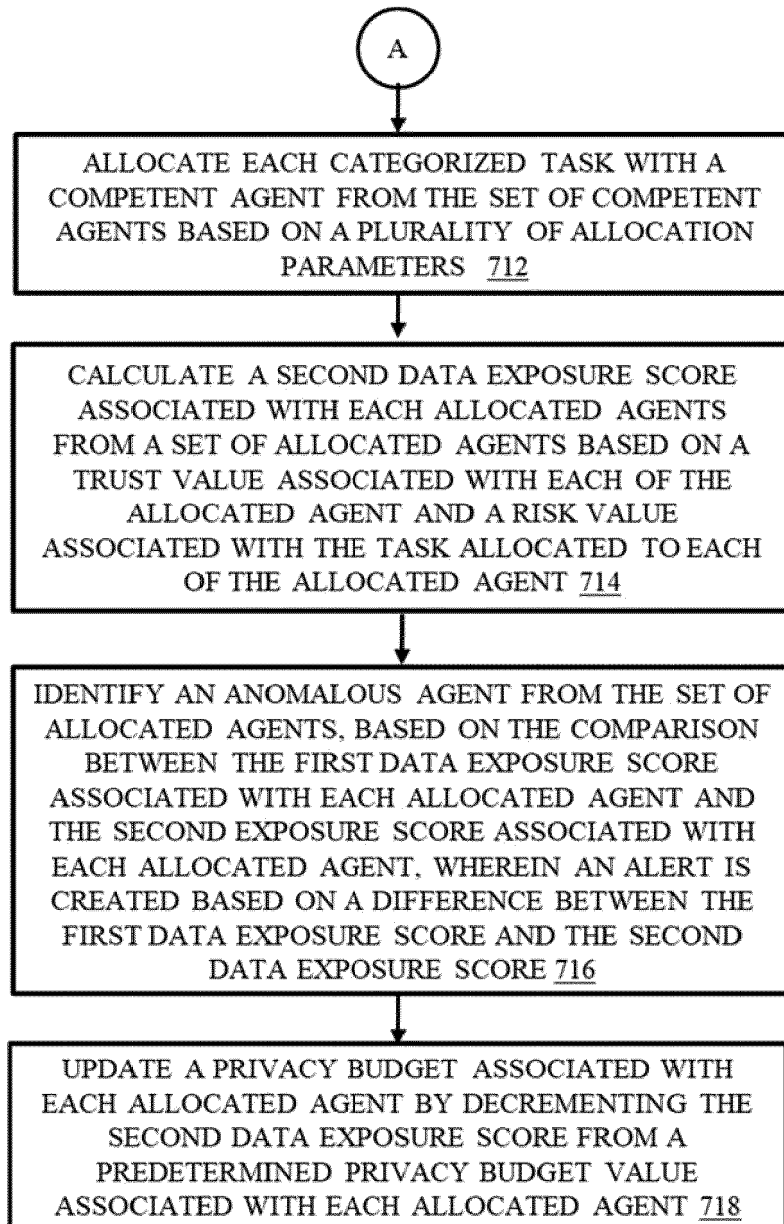 A
ALLOCATE EACH CATEGORIZED TASK WITH A
COMPETENT AGENT FROM THE SET OF COMPETENT
AGENTS BASED ON A PLURALITY OF ALLOCATION
PARAMETERS 712
CALCULATE A SECOND DATA EXPOSURE SCORE
ASSOCIATED WITH EACH ALLOCATED AGENTS
FROM A SET OF ALLOCATED AGENTS BASED ON A
TRUST VALUE ASSOCIATED WITH EACH OF THE
ALLOCATED AGENT AND A RISK VALUE
ASSOCIATED WITH THE TASK ALLOCATED TO EACH
OF THE ALLOCATED AGENT 714
IDENTIFY AN ANOMALOUS AGENT FROM THE SET OF
ALLOCATED AGENTS, BASED ON THE COMPARISON
BETWEEN THE FIRST DATA EXPOSURE SCORE
ASSOCIATED WITH EACH ALLOCATED AGENT AND
THE SECOND EXPOSURE SCORE ASSOCIATED WITH
EACH ALLOCATED AGENT, WHEREIN AN ALERT IS
CREATED BASED ON A DIFFERENCE BETWEEN THE
FIRST DATA EXPOSURE SCORE AND THE SECOND
DATA EXPOSURE SCORE 716
UPDATE A PRIVACY BUDGET ASSOCIATED WITH
EACH ALLOCATED AGENT BY DECREMENTING THE
SECOND DATA EXPOSURE SCORE FROM A
PREDETERMINED PRIVACY BUDGET VALUE
ASSOCIATED WITH EACH ALLOCATED AGENT 718